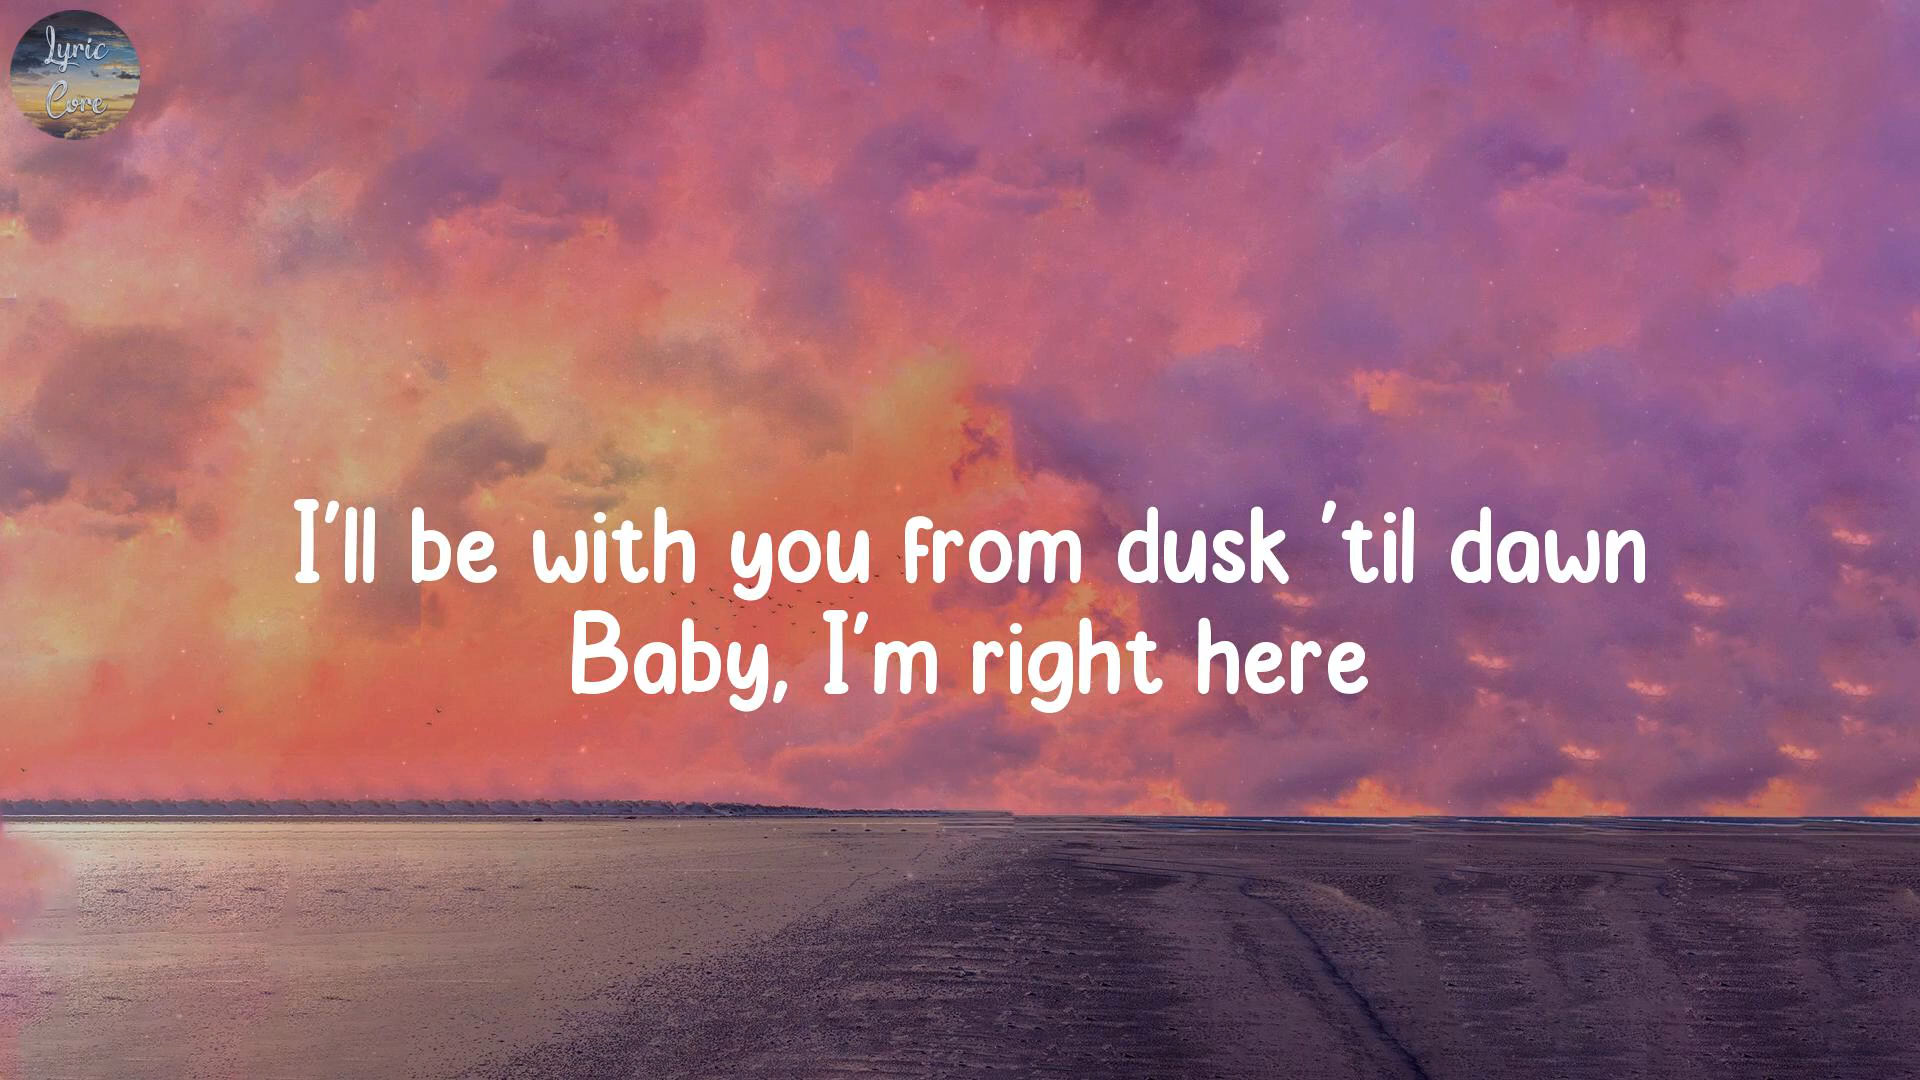 Lyric
Core
I'll be with you from dusk 'til dawn
Baby, I'm right here